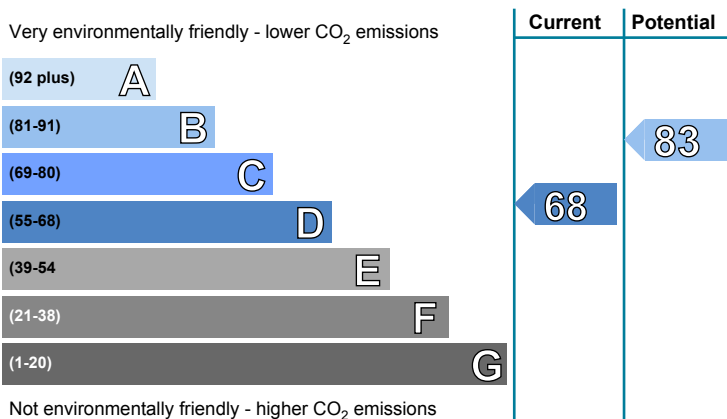 Current Potential
Very environmentally friendly - lower CO2 emissions
(92 plus) A
(81-91) B
83
(69-80) C
68
(55-68) D
(39-54 E
(21-38) F
(1-20) G
Not environmentally friendly - higher CO2 emissions